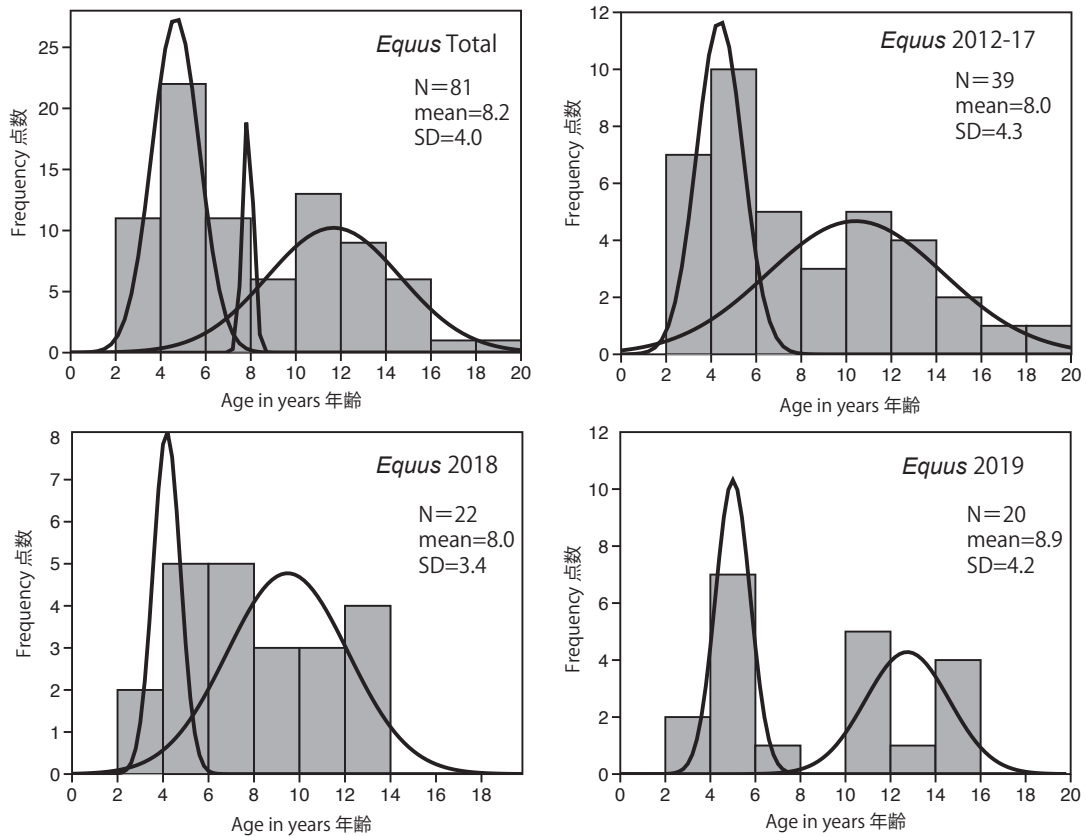 Equus Total
N=81
mean=8.2
SD=4.0
Frequency 点数
25
20
15
10
5
0
0 2 4 6 8 10 12 14 16 18 20
Age in years 年齢
Equus 2012-17
N=39
mean=8.0
SD=4.3
Frequency 点数
12
10
8
6
4
2
0
0 2 4 6 8 10 12 14 16 18 20
Age in years 年齢
Equus 2018
N=22
mean=8.0
SD=3.4
Frequency 点数
8
7
6
5
4
3
2
1
0
0 2 4 6 8 10 12 14 16 18
Age in years 年齢
Equus 2019
N=20
mean=8.9
SD=4.2
Frequency 点数
12
10
8
6
4
2
0
0 2 4 6 8 10 12 14 16 18 20
Age in years 年齢